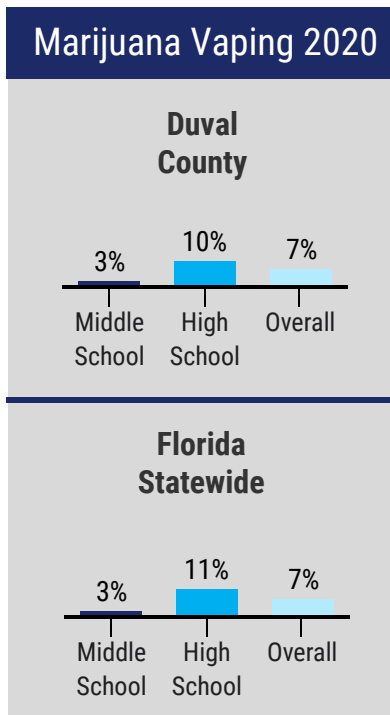 Marijuana Vaping 2020
Duval
County
3%
10%
7%
Middle
School
High
School
Overall
Florida
Statewide
3%
11%
7%
Middle
School
High
School
Overall